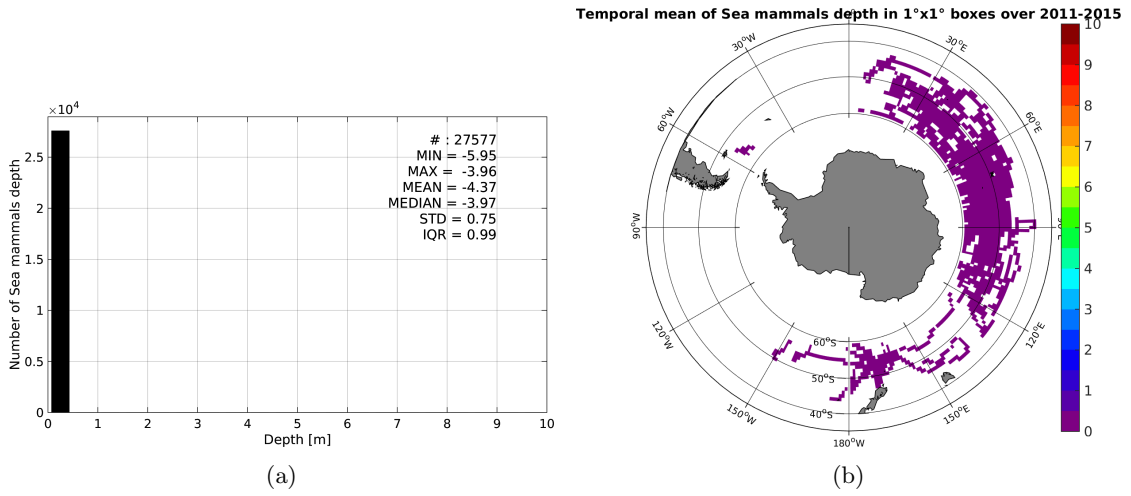 ×10⁴
2.5
2
1.5
1
0.5
0
0 1 2 3 4 5 6 7 8 9 10
Depth [m]
Number of Sea mammals depth
# : 27577
MIN = -5.95
MAX = -3.96
MEAN = -4.37
MEDIAN = -3.97
STD = 0.75
IQR = 0.99
(a)
Temporal mean of Sea mammals depth in 1°x1° boxes over 2011-2015
30°W
30°E
60°W
60°E
90°W
120°W
120°E
150°W
150°E
180°W
60°S
50°S
40°S
10
9
8
7
6
5
4
3
2
1
0
(b)